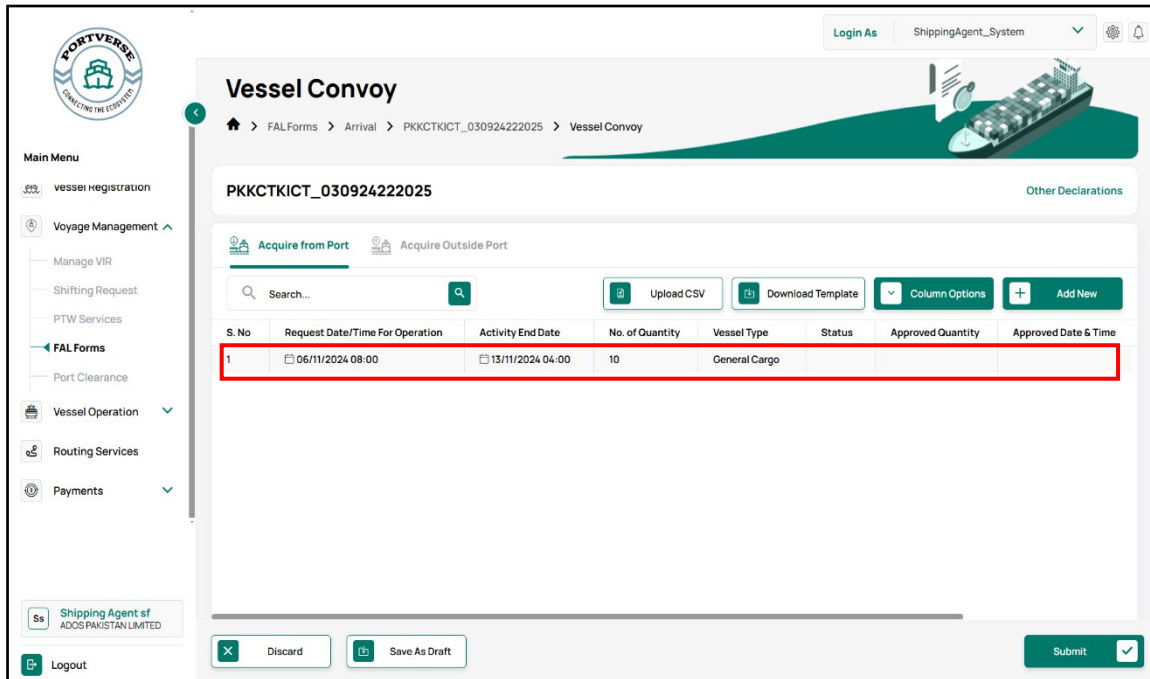 PORTVERSE
CONNECTING THE ECOSYSTEM
Login As ShippingAgent_System
Vessel Convoy
> FAL Forms > Arrival > PKKCTKICT_030924222025 > Vessel Convoy
Main Menu
Vessel Registration
Voyage Management
Manage VIR
Shifting Request
PTW Services
FAL Forms
Port Clearance
Vessel Operation
Routing Services
Payments
Ss Shipping Agent sf
ADOS PAKISTAN LIMITED
Logout
PKKCTKICT_030924222025 Other Declarations
Acquire from Port Acquire Outside Port
Search... Upload CSV Download Template Column Options Add New
S. No Request Date/Time For Operation Activity End Date No. of Quantity Vessel Type Status Approved Quantity Approved Date & Time
1 06/11/2024 08:00 13/11/2024 04:00 10 General Cargo
Discard Save As Draft Submit